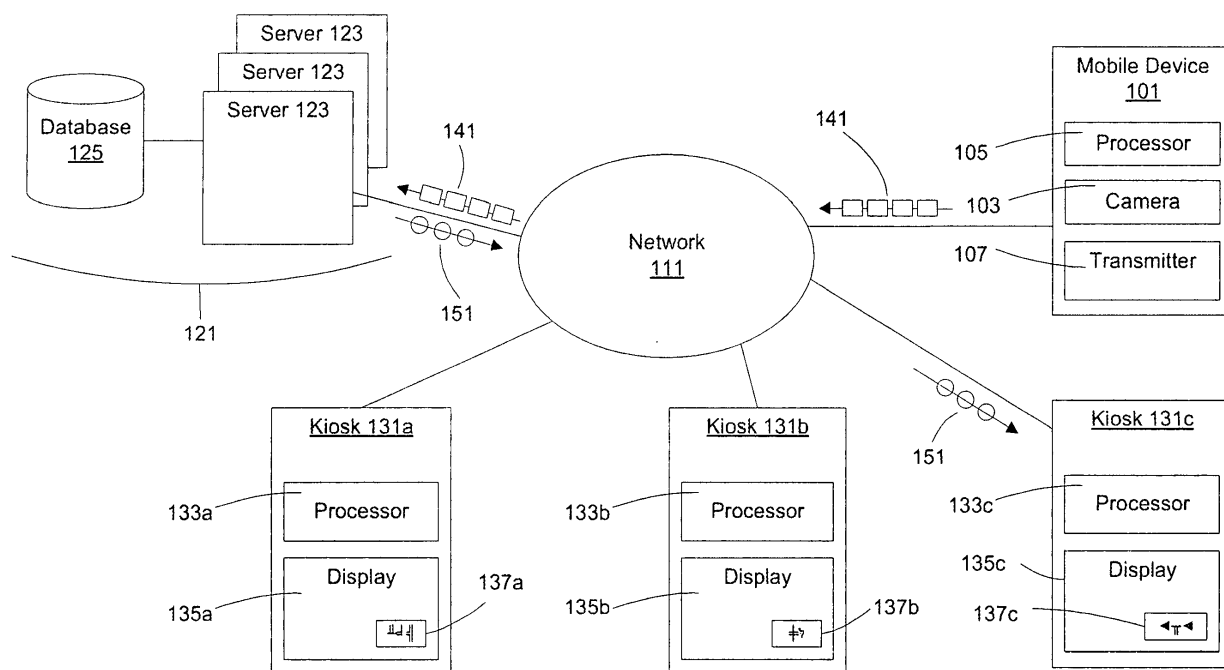 Server 123
Server 123
Server 123
Database
125
121
141
151
Network
111
141
Mobile Device
101
105
Processor
103
Camera
107
Transmitter
Kiosk 131a
133a
Processor
135a
Display
137a
Kiosk 131b
133b
Processor
135b
Display
137b
151
Kiosk 131c
133c
Processor
135c
Display
137c